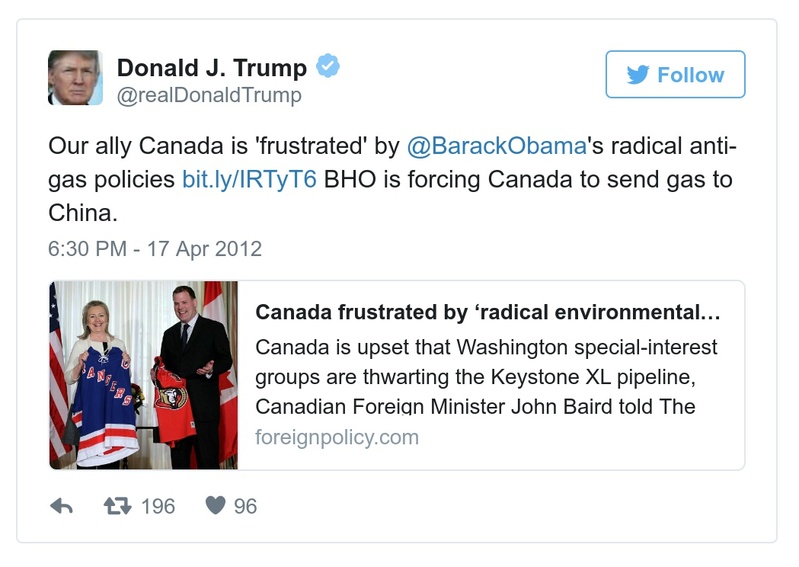 Donald J. Trump
@realDonaldTrump
Follow
Our ally Canada is 'frustrated' by @BarackObama's radical anti-
gas policies bit.ly/IRTyT6 BHO is forcing Canada to send gas to
China.
6:30 PM - 17 Apr 2012
Canada frustrated by ‘radical environmental...
Canada is upset that Washington special-interest
groups are thwarting the Keystone XL pipeline,
Canadian Foreign Minister John Baird told The
foreignpolicy.com
196 96